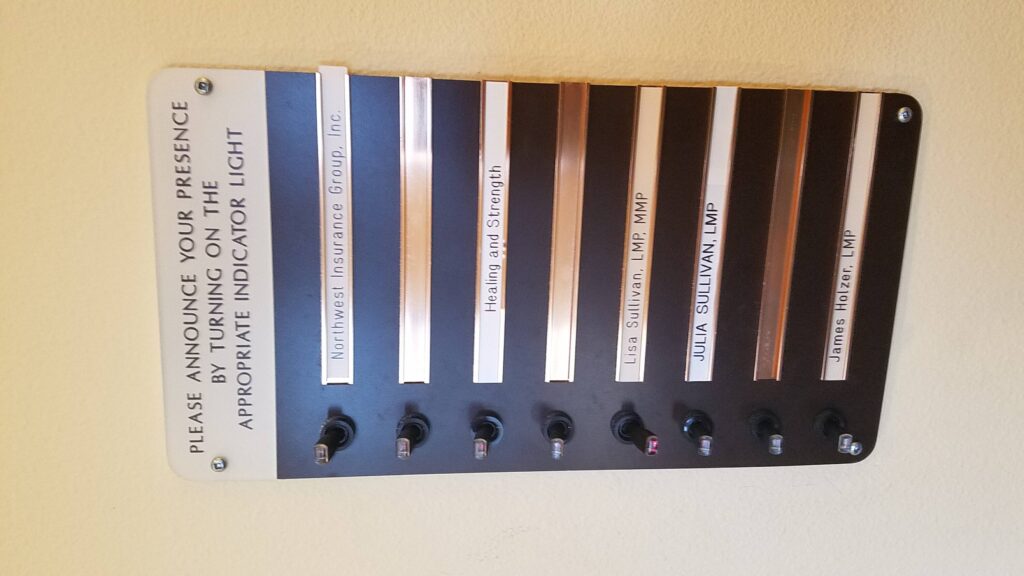 PLEASE ANNOUNCE YOUR PRESENCE
BY TURNING ON THE
APPROPRIATE INDICATOR LIGHT
Northwest Insurance Group, Inc.
Healing and Strength
Lisa Sullivan, LMP, MMP
JULIA SULLIVAN, LMP
James Holzer, LMP